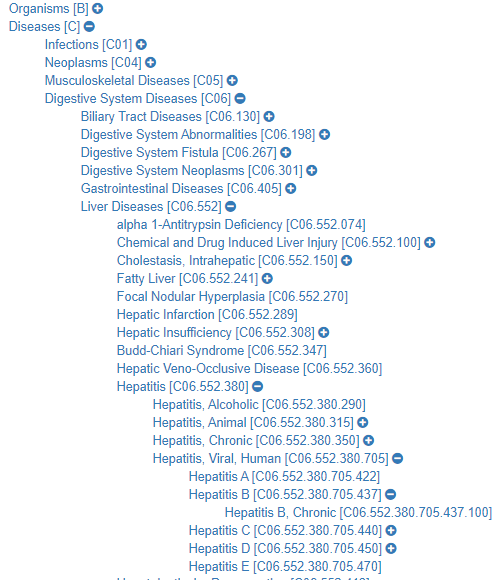 Organisms [B]
Diseases [C]
Infections [C01]
Neoplasms [C04]
Musculoskeletal Diseases [C05]
Digestive System Diseases [C06]
Biliary Tract Diseases [C06.130]
Digestive System Abnormalities [C06.198]
Digestive System Fistula [C06.267]
Digestive System Neoplasms [C06.301]
Gastrointestinal Diseases [C06.405]
Liver Diseases [C06.552]
alpha 1-Antitrypsin Deficiency [C06.552.074]
Chemical and Drug Induced Liver Injury [C06.552.100]
Cholestasis, Intrahepatic [C06.552.150]
Fatty Liver [C06.552.241]
Focal Nodular Hyperplasia [C06.552.270]
Hepatic Infarction [C06.552.289]
Hepatic Insufficiency [C06.552.308]
Budd-Chiari Syndrome [C06.552.347]
Hepatic Veno-Occlusive Disease [C06.552.360]
Hepatitis [C06.552.380]
Hepatitis, Alcoholic [C06.552.380.290]
Hepatitis, Animal [C06.552.380.315]
Hepatitis, Chronic [C06.552.380.350]
Hepatitis, Viral, Human [C06.552.380.705]
Hepatitis A [C06.552.380.705.422]
Hepatitis B [C06.552.380.705.437]
Hepatitis B, Chronic [C06.552.380.705.437.100]
Hepatitis C [C06.552.380.705.440]
Hepatitis D [C06.552.380.705.450]
Hepatitis E [C06.552.380.705.470]